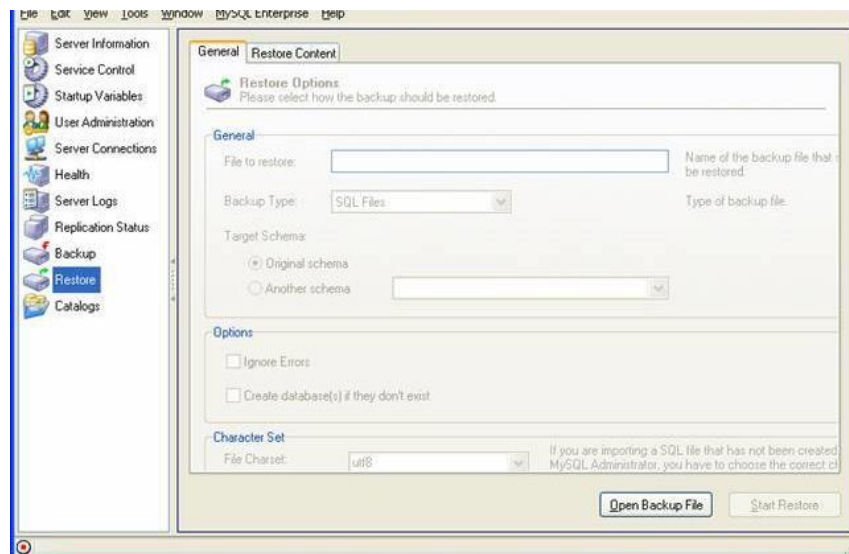 File Edit View Tools Window MySQL Enterprise Help
Server Information
Service Control
Startup Variables
User Administration
Server Connections
Health
Server Logs
Replication Status
Backup
Restore
Catalogs
General Restore Content
Restore Options
Please select how the backup should be restored.
General
File to restore:
Name of the backup file that s
be restored.
Backup Type: SQL Files
Type of backup file.
Target Schema:
Original schema
Another schema
Options
Ignore Errors
Create database(s) if they don't exist
Character Set
File Charset: utf8
If you are importing a SQL file that has not been created
MySQL Administrator, you have to choose the correct ch
Open Backup File Start Restore